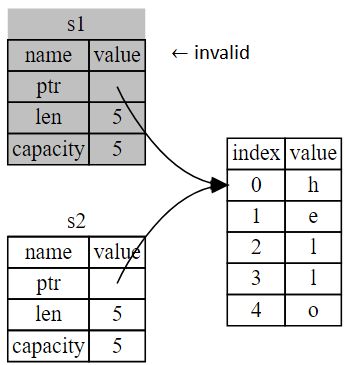 s1
name value
← invalid
ptr
len 5
capacity 5
s2
name value
ptr
len 5
capacity 5
index value
0 h
1 e
2 l
3 l
4 o